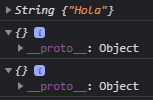 ▸ String {"Hola"}
▾ {} i
▸ __proto__: Object
▾ {} i
▸ __proto__: Object